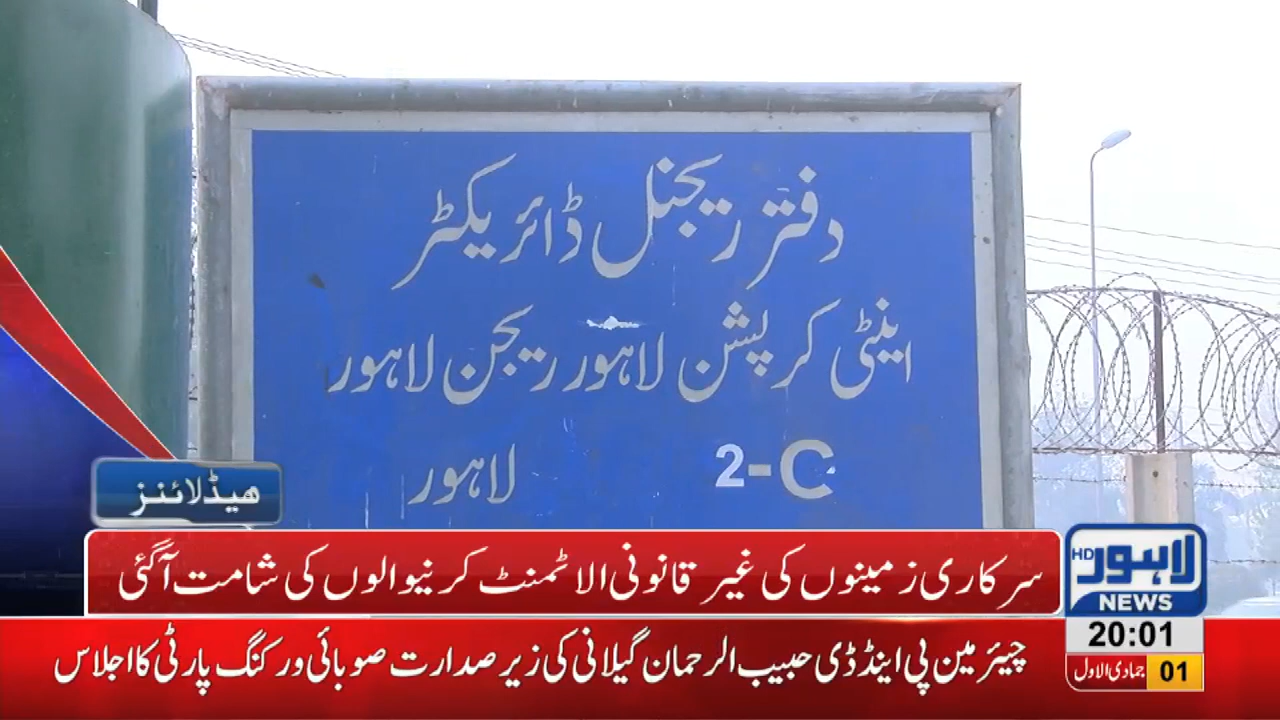 دفتر ریجنل ڈائریکٹر
اینٹی کرپشن لاہور ریجن لاہور
2-C لاہور
ہیڈلائنز
سرکاری زمینوں کی غیر قانونی الاٹمنٹ کرنیوالوں کی شامت آگئی
HD لاہور
NEWS
20:01
01 جمادی الاول
چیئرمین پی اینڈ ڈی حبیب الرحمان گیلانی کی زیر صدارت صوبائی ورکنگ پارٹی کا اجلاس